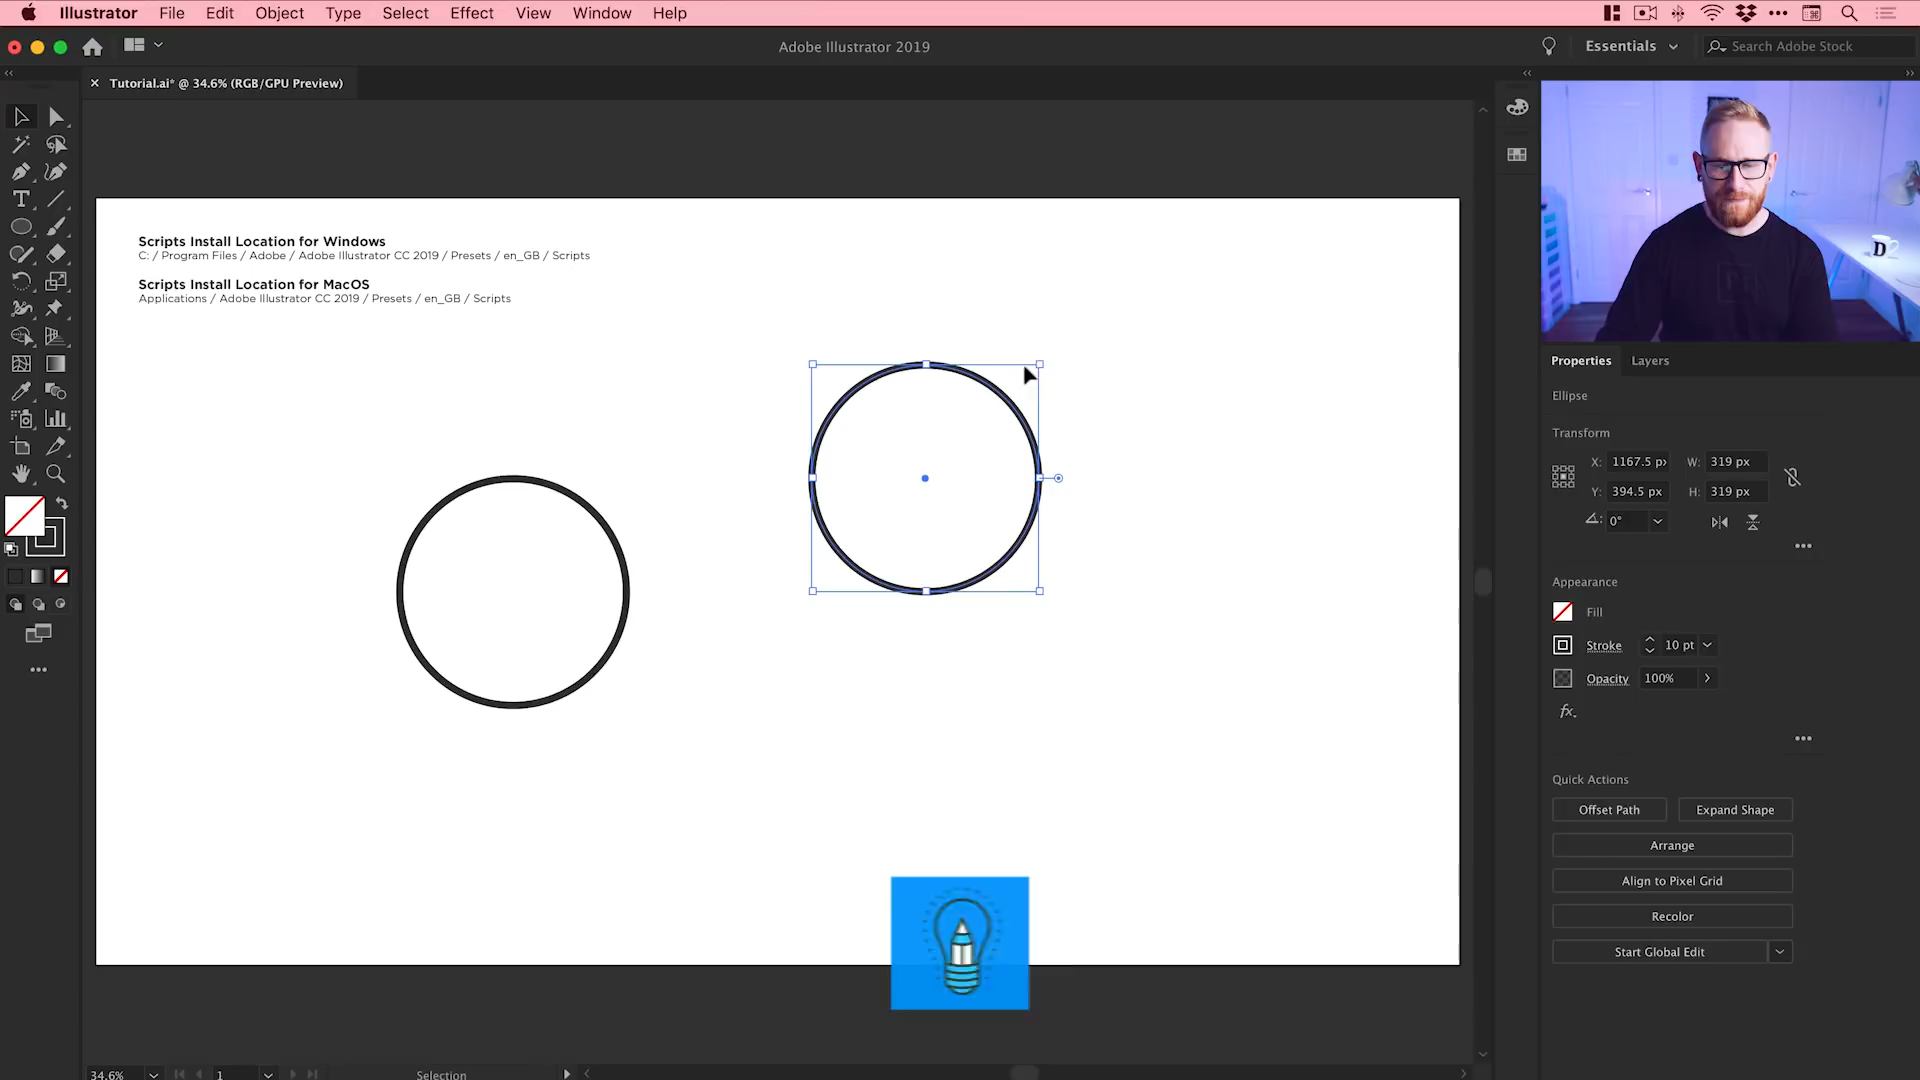 Illustrator File Edit Object Type Select Effect View Window Help
Adobe Illustrator 2019
Essentials
Search Adobe Stock
Tutorial.ai* @ 34.6% (RGB/GPU Preview)
Scripts Install Location for Windows
C: / Program Files / Adobe / Adobe Illustrator CC 2019 / Presets / en_GB / Scripts
Scripts Install Location for MacOS
Applications / Adobe Illustrator CC 2019 / Presets / en_GB / Scripts
D
Properties Layers
Ellipse
Transform
X: 1167.5 px W: 319 px
Y: 394.5 px H: 319 px
0°
Appearance
Fill
Stroke 10 pt
Opacity 100%
fx.
Quick Actions
Offset Path Expand Shape
Arrange
Align to Pixel Grid
Recolor
Start Global Edit
34.6% 1 Selection